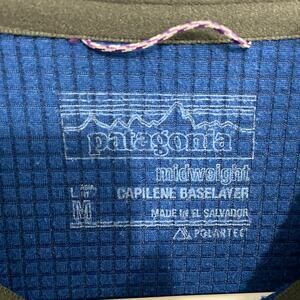 patagonia
midweight
CAPILENE BASELAYER
M
MADE IN EL SALVADOR
POLARTEC